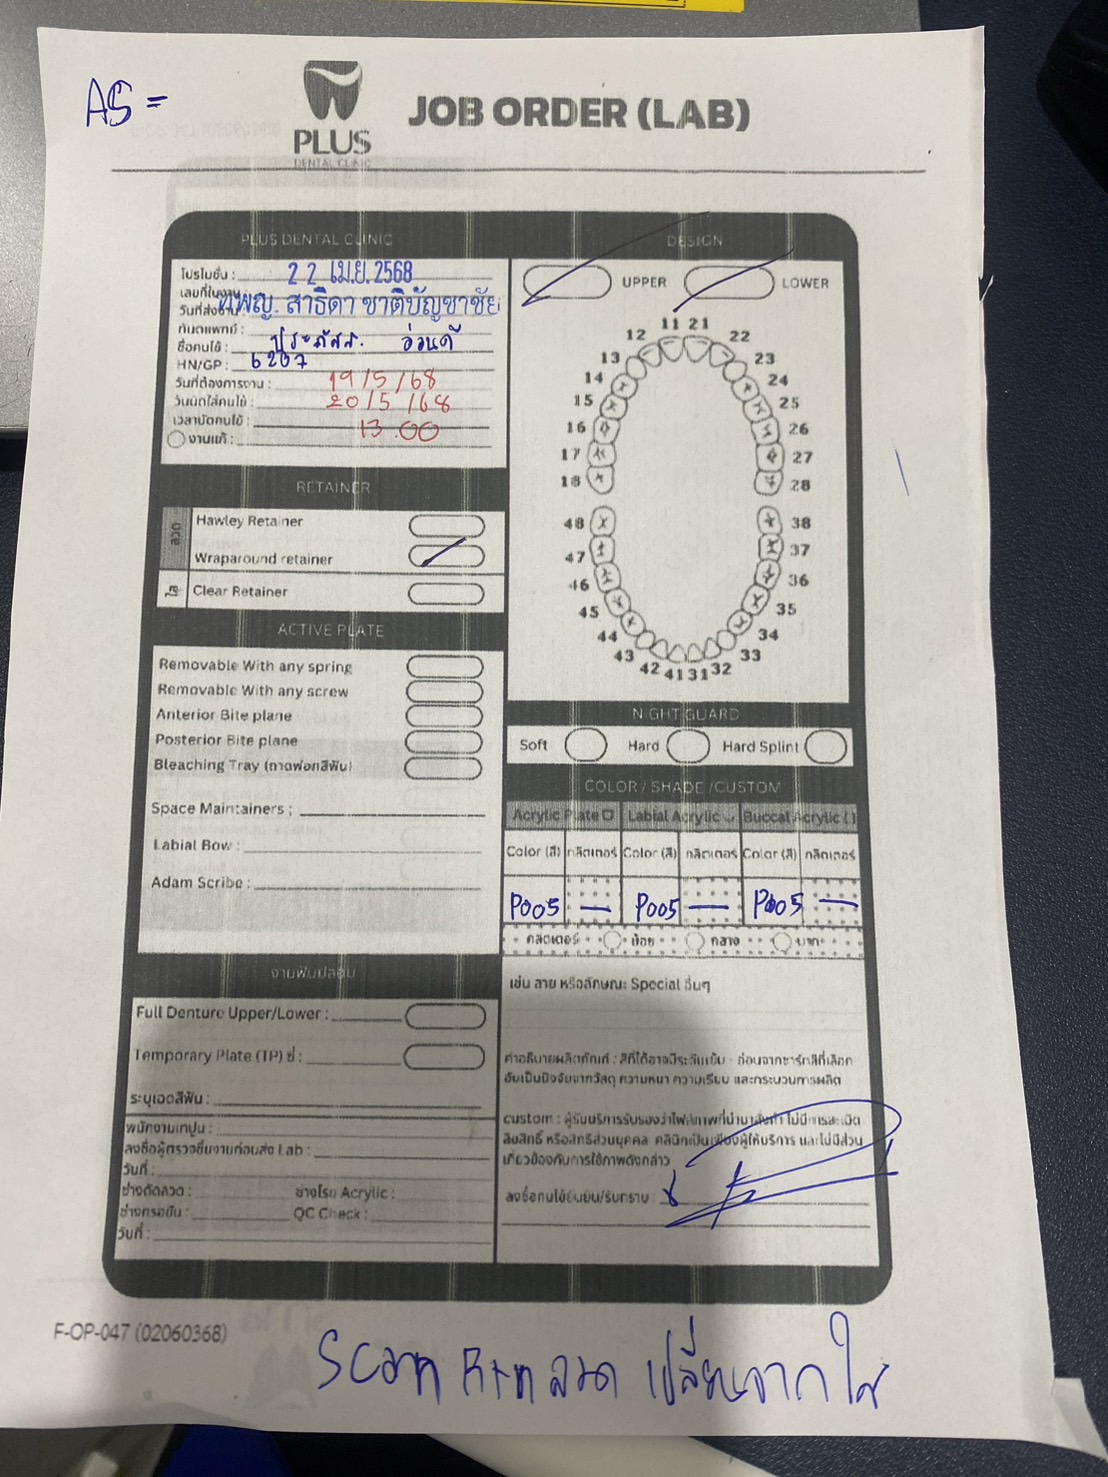 AS =
PLUS
DENTAL CLINIC
JOB ORDER (LAB)
PLUS DENTAL CLINIC
โปรโมชั่น : 22 เม.ย. 2568
เลขที่ใบงาน
วันที่ส่งงาน ทพญ. สาธิดา ชาติบัญชาชัย
ทันตแพทย์ :
ชื่อคนไข้ : ประภัสสร อ่อนดี
HN/GP : 6207
วันที่ต้องการงาน : 19/5/68
วันนัดใส่คนไข้ : 20/5/68
เวลานัดคนไข้ : 13.00
งานแก้ :
RETAINER
ลวด
Hawley Retainer
Wraparound retainer
ใส
Clear Retainer
ACTIVE PLATE
Removable With any spring
Removable With any screw
Anterior Bite plane
Posterior Bite plane
Bleaching Tray (ถาดฟอกสีฟัน)
Space Maintainers :
Labial Bow :
Adam Scribe :
งานฟันปลอม
Full Denture Upper/Lower :
Temporary Plate (TP) ซี่ :
ระบุเฉดสีฟัน :
พนักงานเทปูน :
ลงชื่อผู้ตรวจชิ้นงานก่อนส่ง Lab :
วันที่ :
ช่างดัดลวด : ช่างโรย Acrylic :
ช่างกรอขัด : QC Check :
วันที่ :
DESIGN
UPPER LOWER
11 21
12 22
13 23
14 24
15 25
16 26
17 27
18 28
48 38
47 37
46 36
45 35
44 34
43 33
42 41 31 32
NIGHT GUARD
Soft Hard Hard Splint
COLOR / SHADE /CUSTOM
Acrylic Plate Labial Acrylic Buccal Acrylic ( )
Color (สี) กลิตเตอร์ Color (สี) กลิตเตอร์ Color (สี) กลิตเตอร์
P005 — P005 — P005 —
กลิตเตอร์ น้อย กลาง มาก
เช่น ลาย หรือลักษณะ Special อื่นๆ
คำอธิบายผลิตภัณฑ์ : สีที่ได้อาจมีระดับเข้ม - อ่อนจากชาร์ทสีที่เลือก
อันเป็นปัจจัยจากวัสดุ ความหนา ความเรียบ และกระบวนการผลิต
custom : ผู้รับบริการรับรองว่าไฟล์ภาพที่นำมาสั่งทำ ไม่มีการละเมิด
ลิขสิทธิ์ หรือสิทธิส่วนบุคคล คลินิกเป็นเพียงผู้ให้บริการ และไม่มีส่วน
เกี่ยวข้องกับการใช้ภาพดังกล่าว
ลงชื่อคนไข้ยืนยัน/รับทราบ :
F-OP-047 (02060368)
Scan ลวด เปลี่ยนจากใส